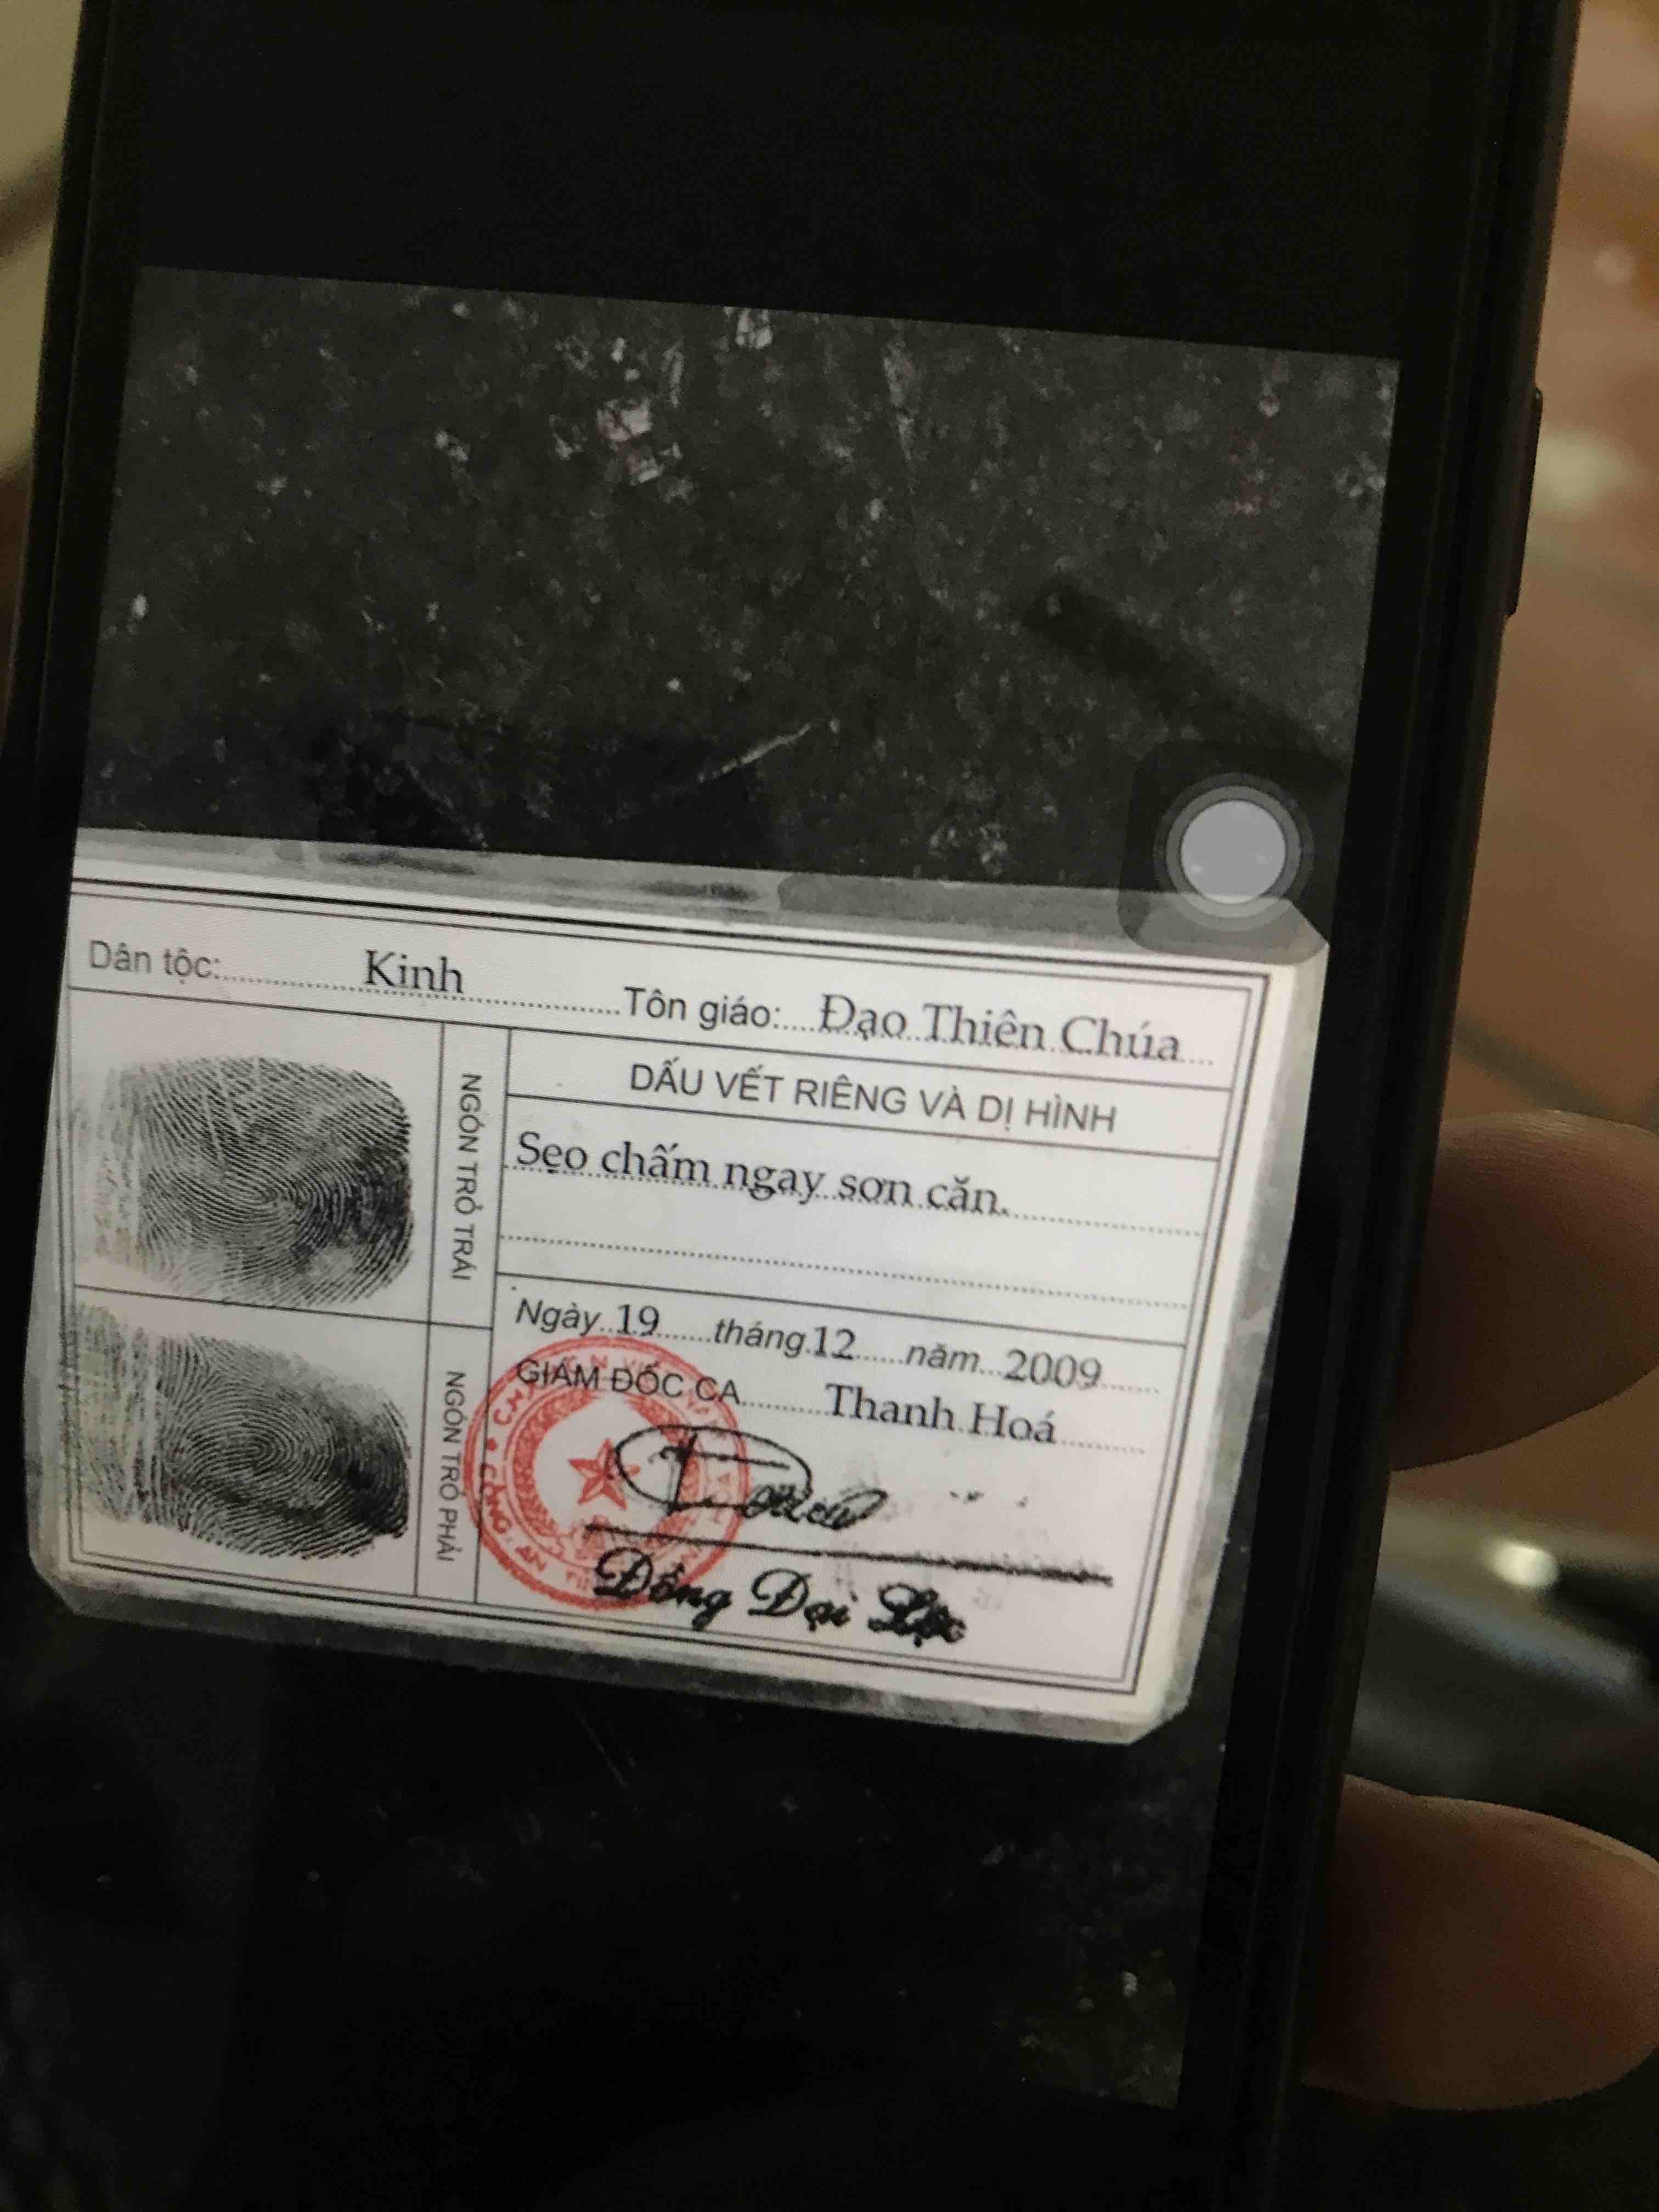 Dân tộc: Kinh Tôn giáo: Đạo Thiên Chúa
NGÓN TRỎ TRÁI
DẤU VẾT RIÊNG VÀ DỊ HÌNH
Sẹo chấm ngay sơn căn.
NGÓN TRỎ PHẢI
Ngày 19 tháng 12 năm 2009
GIÁM ĐỐC CA Thanh Hoá
CÔNG AN
Đồng Đại Lộc